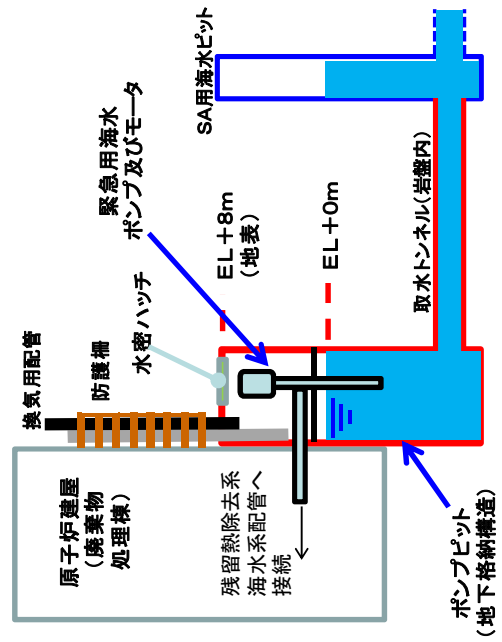 換気用配管
防護柵
水密ハッチ
緊急用海水
ポンプ及びモータ
SA用海水ピット
EL+8m
(地表)
EL+0m
取水トンネル(岩盤内)
原子炉建屋
(廃棄物
処理棟)
残留熱除去系
海水系配管へ
接続
ポンプピット
(地下格納構造)